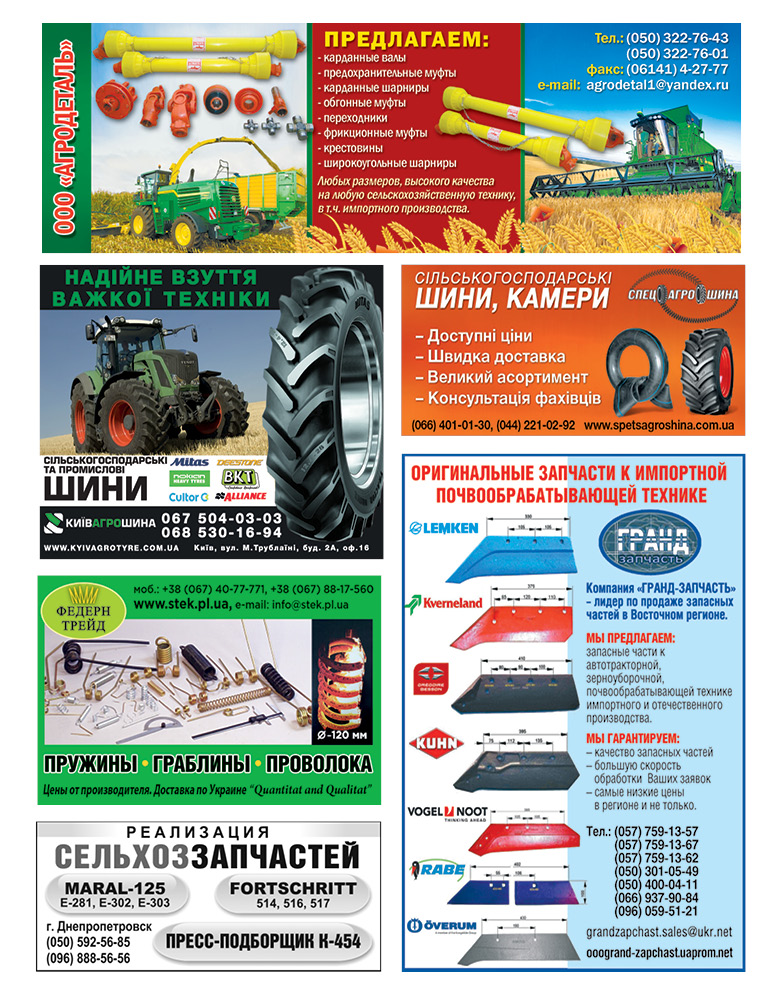 ООО «АГРОДЕТАЛЬ»
ПРЕДЛАГАЕМ:
- карданные валы
- предохранительные муфты
- карданные шарниры
- обгонные муфты
- переходники
- фрикционные муфты
- крестовины
- широкоугольные шарниры
Любых размеров, высокого качества
на любую сельскохозяйственную технику,
в т.ч. импортного производства.
Тел.: (050) 322-76-43
(050) 322-76-01
факс: (06141) 4-27-77
e-mail: agrodetal1@yandex.ru
НАДІЙНЕ ВЗУТТЯ
ВАЖКОЇ ТЕХНІКИ
СІЛЬСЬКОГОСПОДАРСЬКІ
ТА ПРОМИСЛОВІ
ШИНИ
Mitas DEESTONE
NOKIAN HEAVY TYRES BKT
Cultor ALLIANCE
КИЇВАГРОШИНА
067 504-03-03
068 530-16-94
WWW.KYIVAGROTYRE.COM.UA Київ, вул. М.Трублаїні, буд. 2А, оф.16
СІЛЬСЬКОГОСПОДАРСЬКІ
ШИНИ, КАМЕРИ
СПЕЦ АГРО ШИНА
– Доступні ціни
– Швидка доставка
– Великий асортимент
– Консультація фахівців
(066) 401-01-30, (044) 221-02-92 www.spetsagroshina.com.ua
ФЕДЕРН
ТРЕЙД
моб.: +38 (067) 40-77-771, +38 (067) 88-17-560
www.stek.pl.ua, e-mail: info@stek.pl.ua
Ø-120 мм
ПРУЖИНЫ • ГРАБЛИНЫ • ПРОВОЛОКА
Цены от производителя. Доставка по Украине "Quantitat and Qualitat"
РЕАЛИЗАЦИЯ
СЕЛЬХОЗЗАПЧАСТЕЙ
MARAL-125
Е-281, Е-302, Е-303
FORTSCHRITT
514, 516, 517
г. Днепропетровск
(050) 592-56-85
(096) 888-56-56
ПРЕСС-ПОДБОРЩИК К-454
ОРИГИНАЛЬНЫЕ ЗАПЧАСТИ К ИМПОРТНОЙ
ПОЧВООБРАБАТЫВАЮЩЕЙ ТЕХНИКЕ
LEMKEN
Kverneland
GREGOIRE
BESSON
KUHN
VOGEL NOOT
THINKING AHEAD
RABE
ÖVERUM
ГРАНД
запчасть
Компания «ГРАНД-ЗАПЧАСТЬ»
– лидер по продаже запасных
частей в Восточном регионе.
МЫ ПРЕДЛАГАЕМ:
запасные части к
автотракторной,
зерноуборочной,
почвообрабатывающей технике
импортного и отечественного
производства.
МЫ ГАРАНТИРУЕМ:
– качество запасных частей
– большую скорость
обработки Ваших заявок
– самые низкие цены
в регионе и не только.
Тел.: (057) 759-13-57
(057) 759-13-67
(057) 759-13-62
(050) 301-05-49
(050) 400-04-11
(066) 937-90-84
(096) 059-51-21
grandzapchast.sales@ukr.net
ooogrand-zapchast.uaprom.net